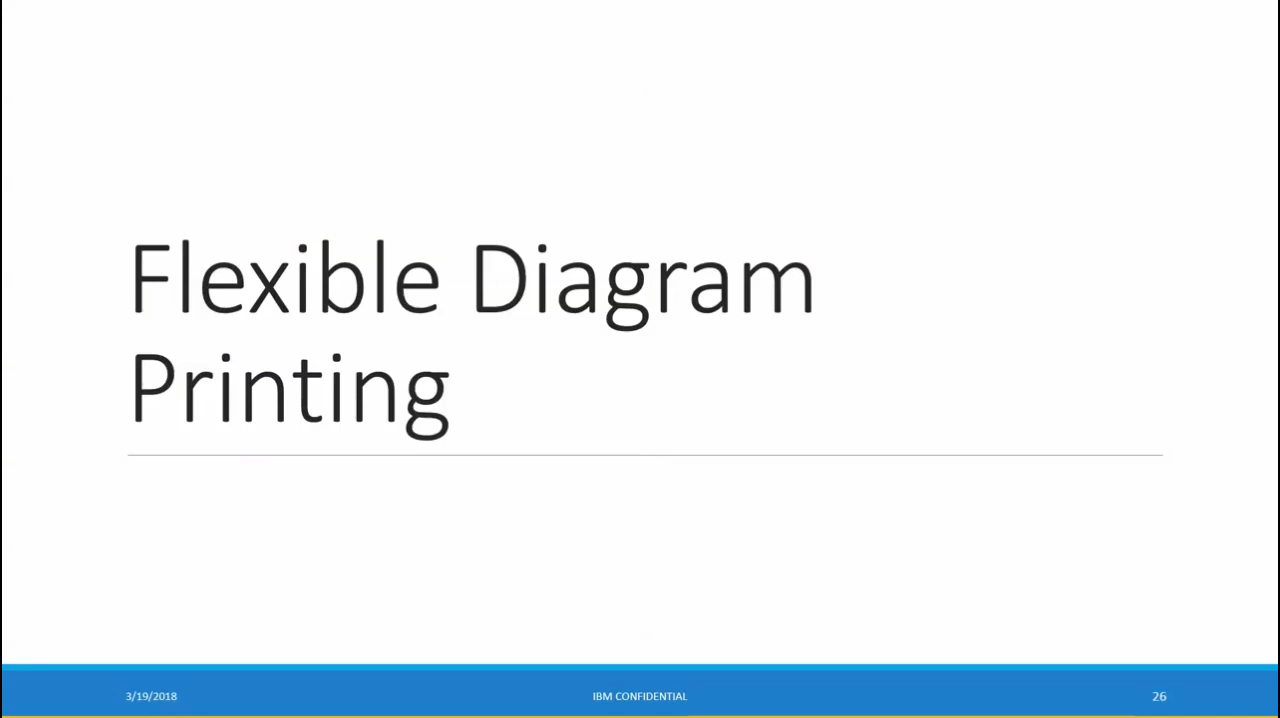 Flexible Diagram
Printing
3/19/2018
IBM CONFIDENTIAL
26